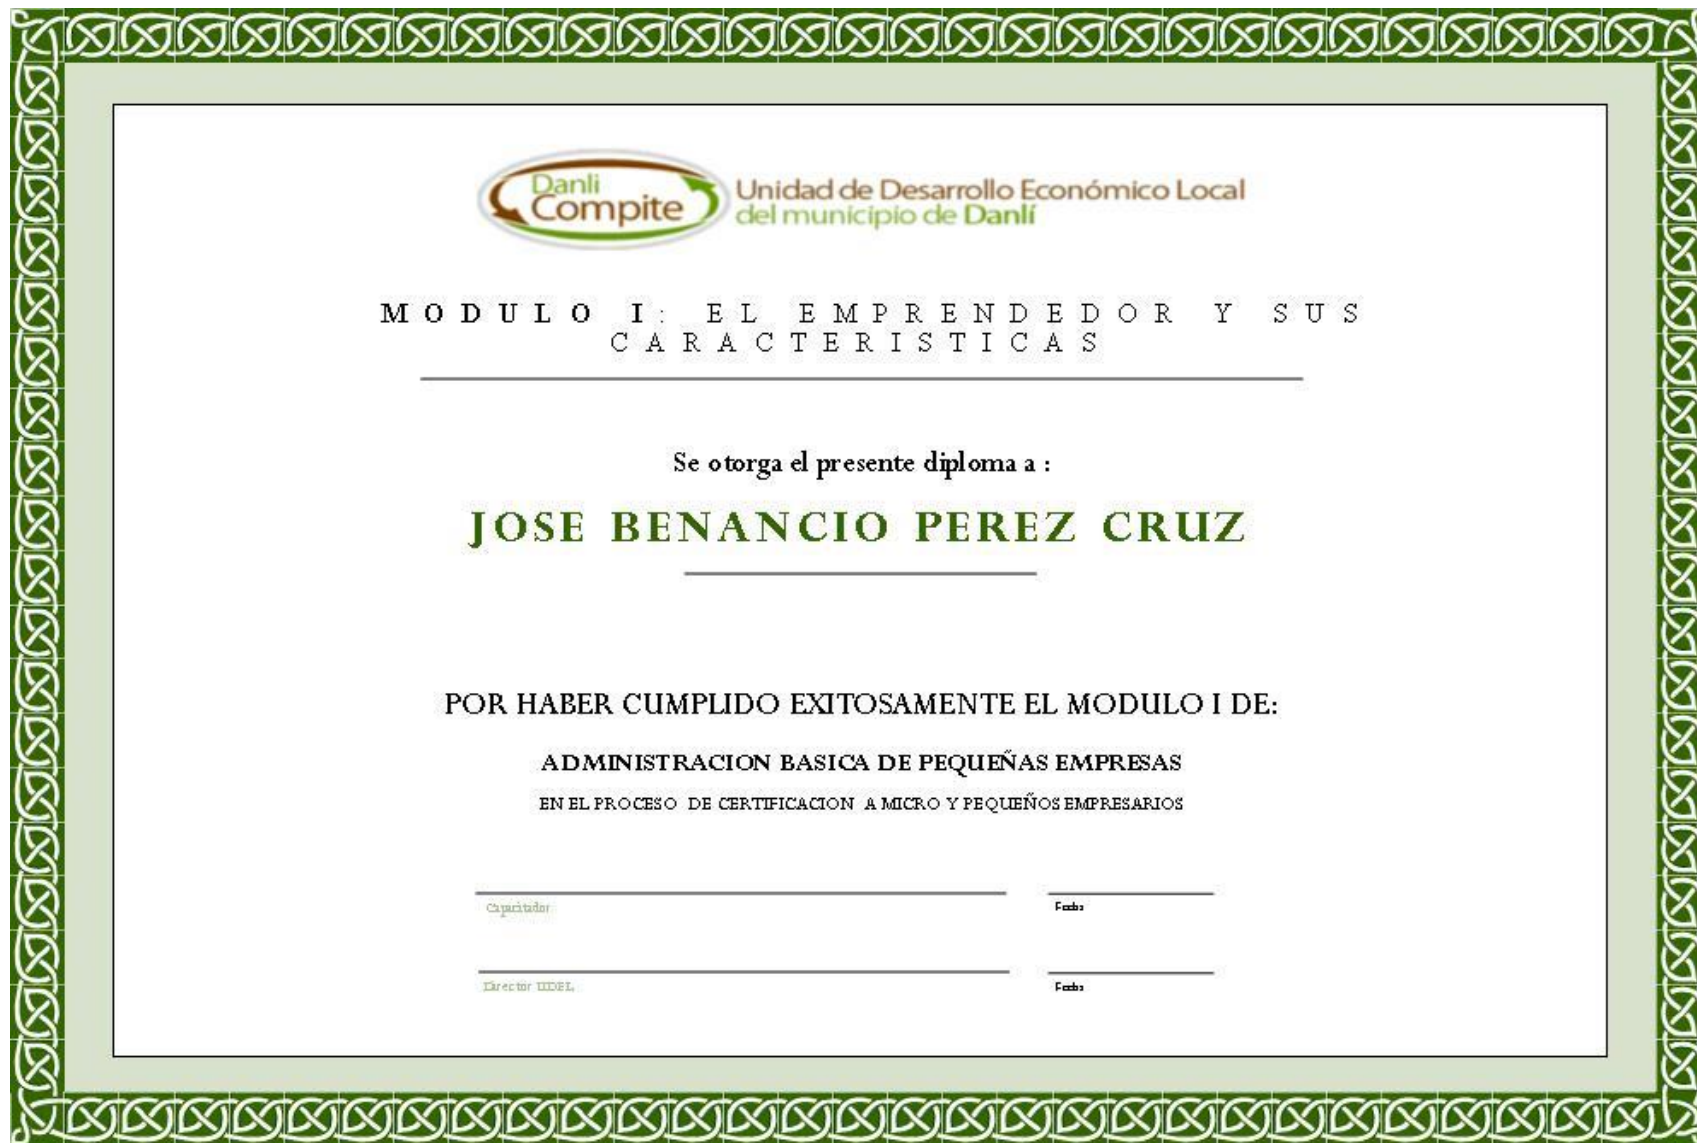 Danli
Compite
Unidad de Desarrollo Económico Local
del municipio de Danlí
MODULO I: EL EMPRENDEDOR Y SUS
CARACTERISTICAS
Se otorga el presente diploma a :
JOSE BENANCIO PEREZ CRUZ
POR HABER CUMPLIDO EXITOSAMENTE EL MODULO I DE:
ADMINISTRACION BASICA DE PEQUEÑAS EMPRESAS
EN EL PROCESO DE CERTIFICACION A MICRO Y PEQUEÑOS EMPRESARIOS
Capacitador
Fecha
Director UDEL
Fecha